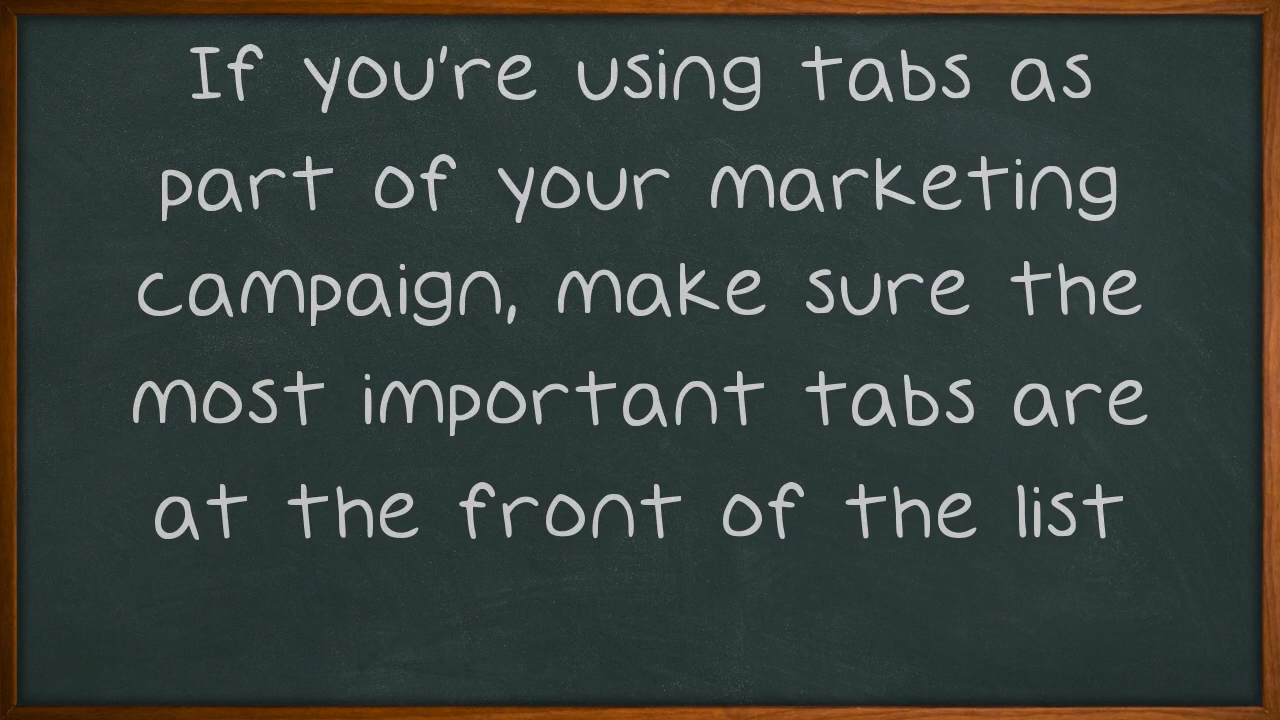 If you're using tabs as
part of your marketing
campaign, make sure the
most important tabs are
at the front of the list